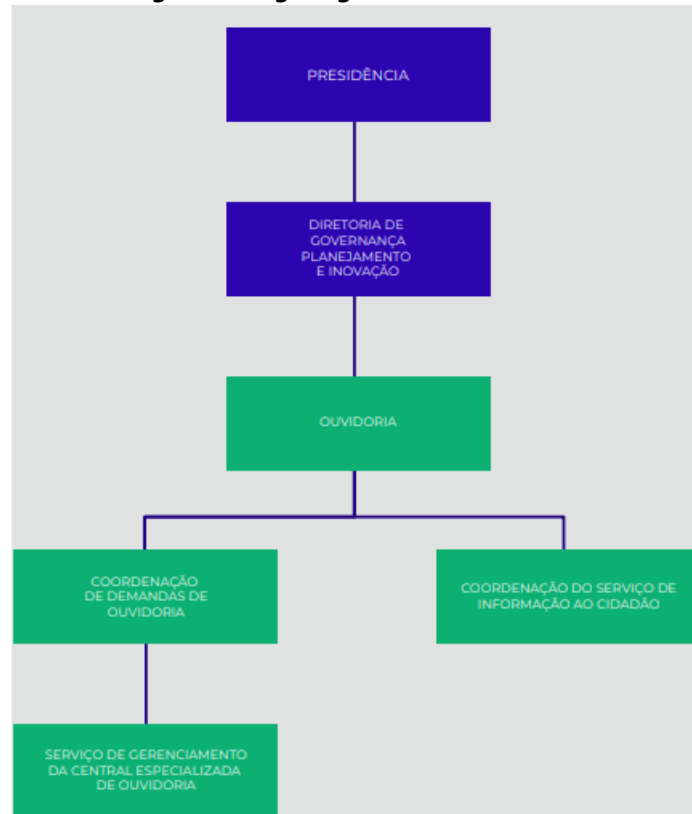 PRESIDÊNCIA
DIRETORIA DE
GOVERNANÇA
PLANEJAMENTO
E INOVAÇÃO
OUVIDORIA
COORDENAÇÃO
DE DEMANDAS DE
OUVIDORIA
COORDENAÇÃO DO SERVIÇO DE
INFORMAÇÃO AO CIDADÃO
SERVIÇO DE GERENCIAMENTO
DA CENTRAL ESPECIALIZADA
DE OUVIDORIA